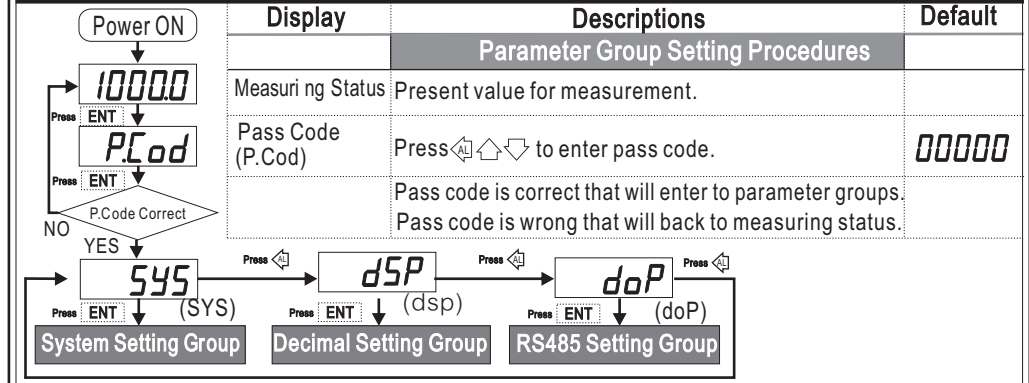 Power ON
Display Descriptions Default
Parameter Group Setting Procedures
1000.0
Measuri ng Status Present value for measurement.
Press ENT
P.Cod
Pass Code
(P.Cod)
Press AL to enter pass code.
00000
Press ENT
P.Code Correct
NO
YES
Pass code is correct that will enter to parameter groups.
Pass code is wrong that will back to measuring status.
SYS Press AL dSP Press AL doP Press AL
Press ENT (SYS) Press ENT (dsp) Press ENT (doP)
System Setting Group Decimal Setting Group RS485 Setting Group